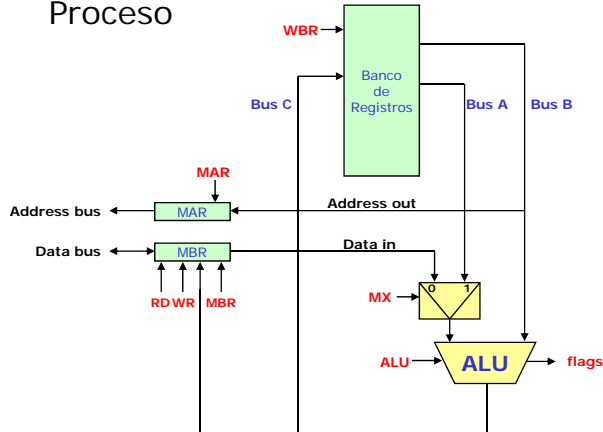 Proceso
WBR
Banco
de
Registros
Bus C
Bus A
Bus B
MAR
Address bus
MAR
Address out
Data bus
MBR
Data in
RD WR MBR
0 1
MX
ALU
ALU
flags